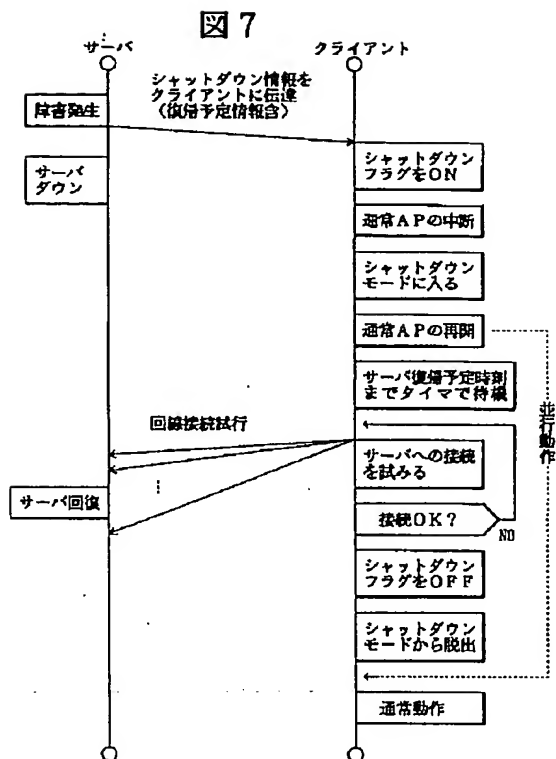 図7
サーバ
クライアント
シャットダウン情報を
クライアントに伝達
（復帰予定情報含）
障害発生
サーバ
ダウン
シャットダウン
フラグをON
通常APの中断
シャットダウン
モードに入る
通常APの再開
サーバ復帰予定時刻
までタイマで待機
並行動作
回線接続試行
サーバへの接続
を試みる
サーバ回復
接続OK?
NO
シャットダウン
フラグをOFF
シャットダウン
モードから脱出
通常動作